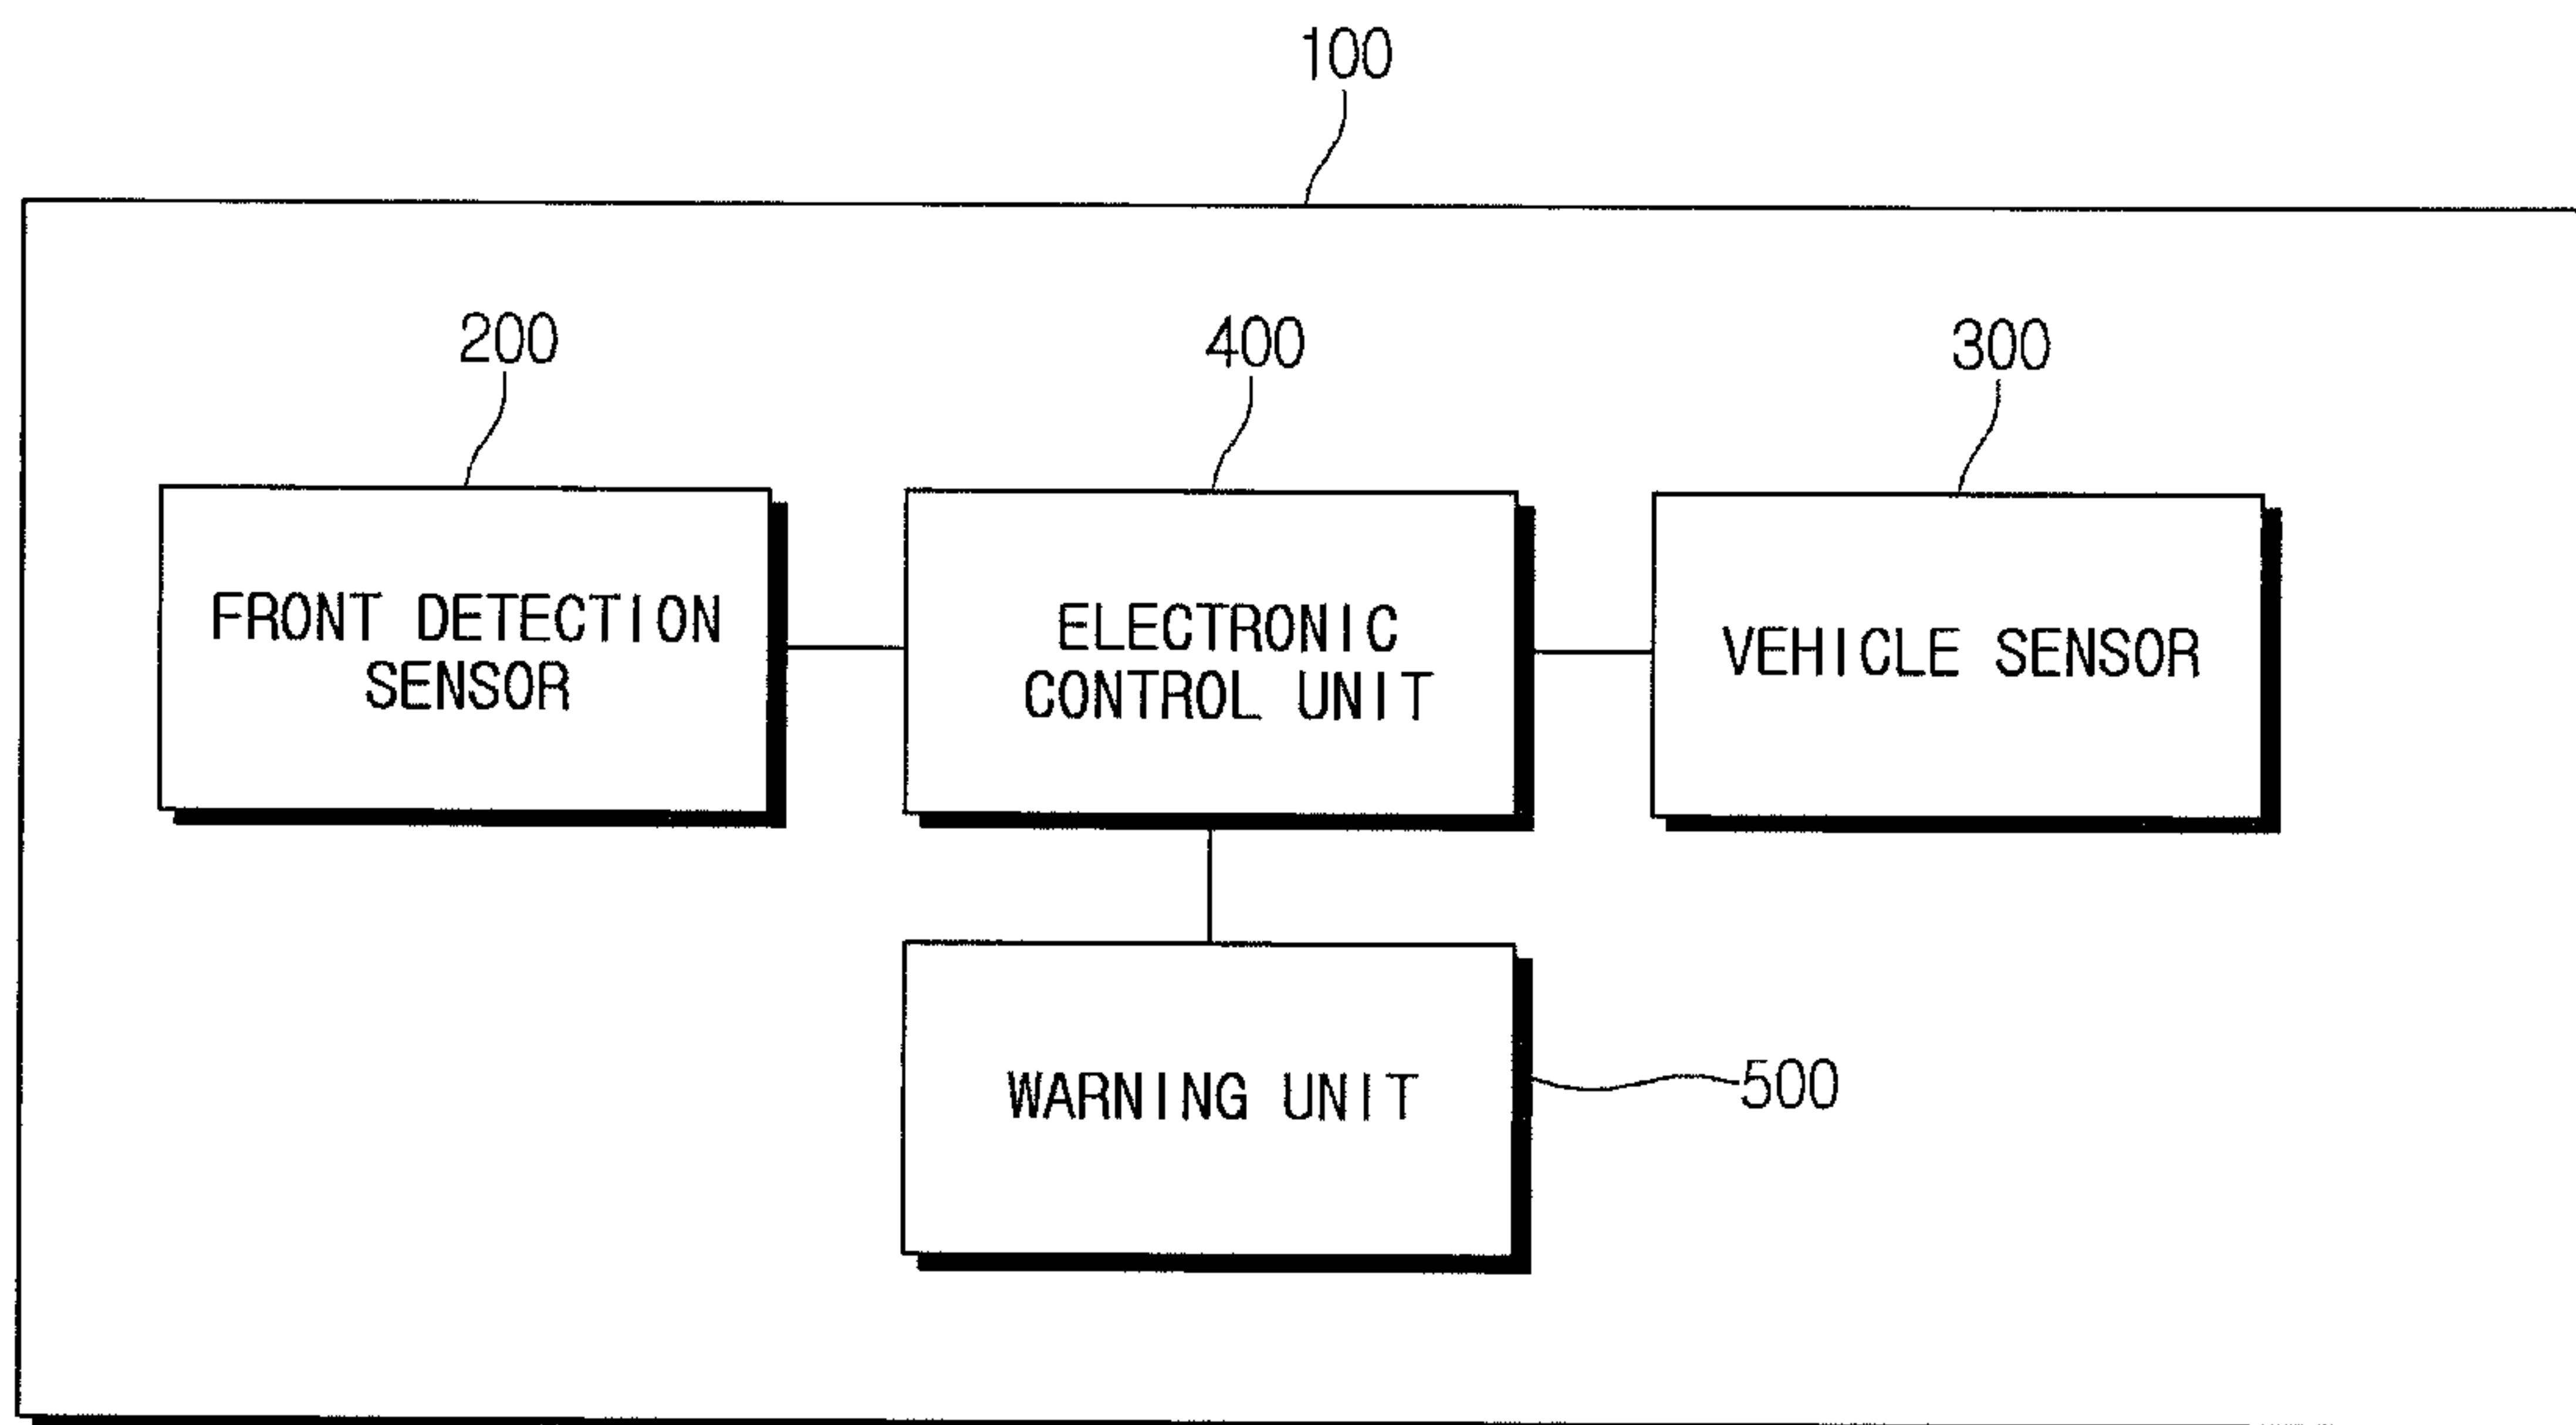 100
200
400
300
FRONT DETECTION
SENSOR
ELECTRONIC
CONTROL UNIT
VEHICLE SENSOR
WARNING UNIT
500